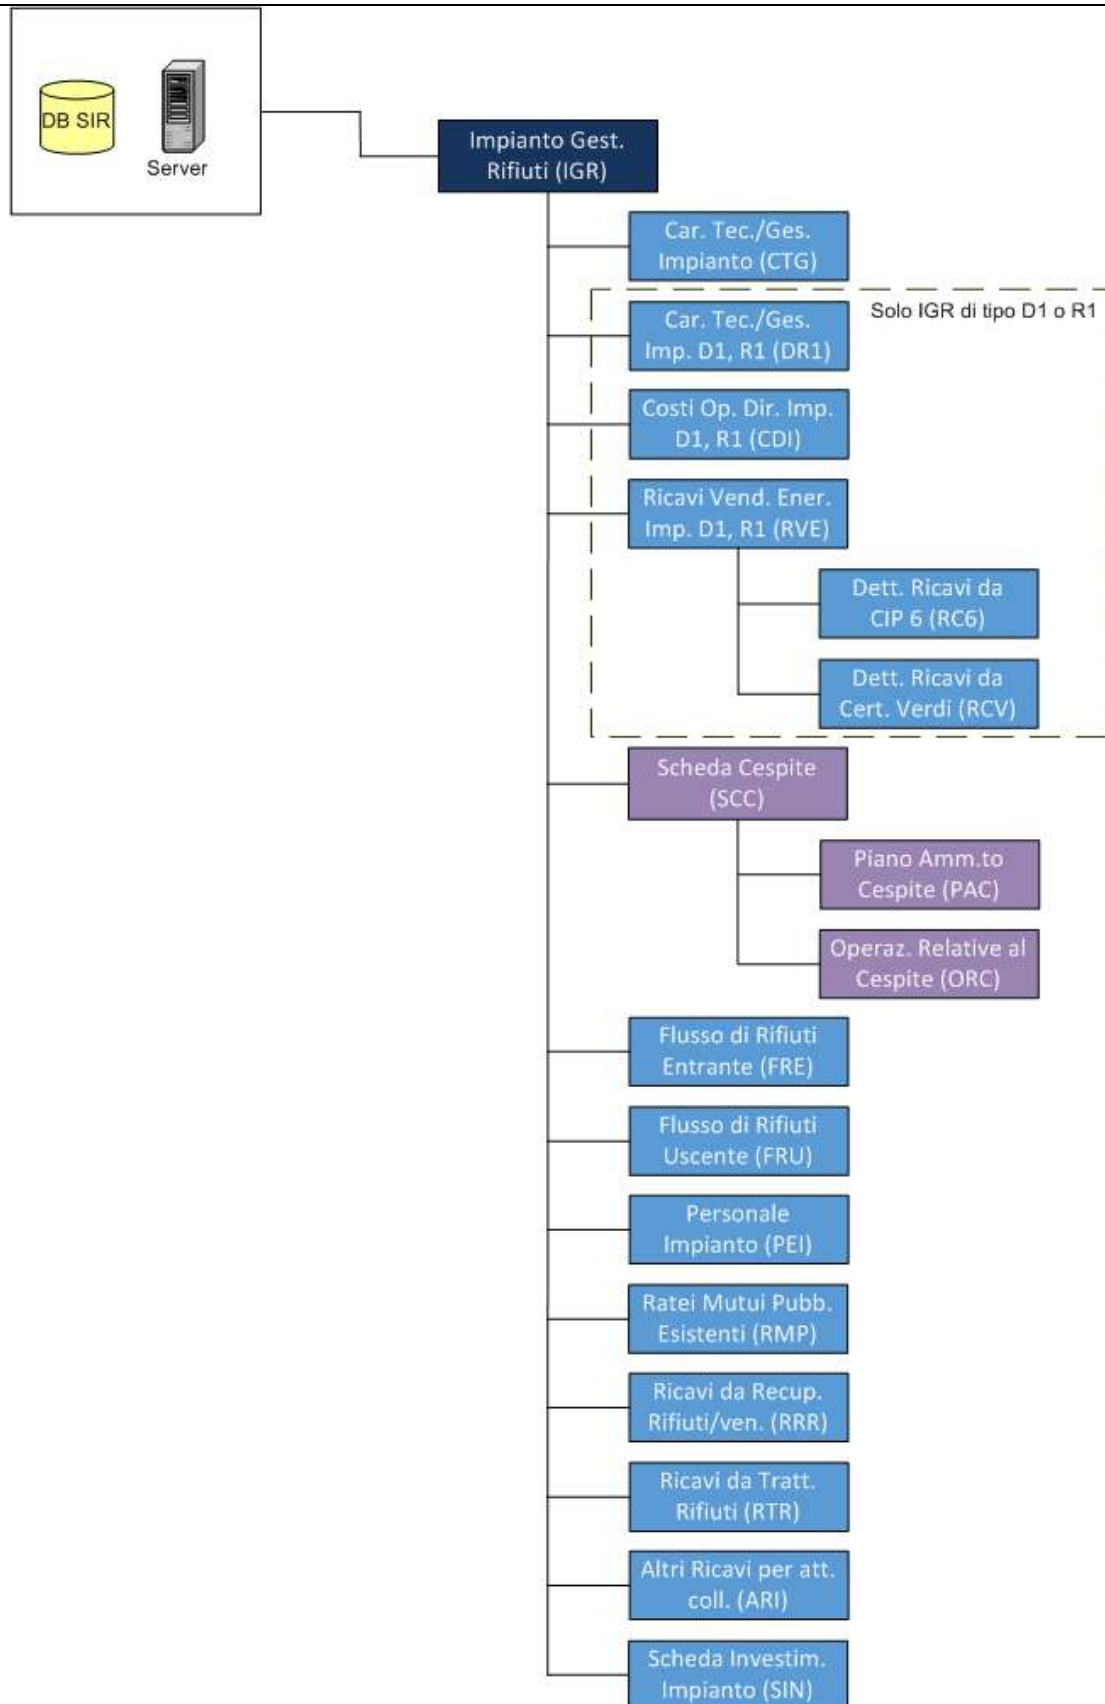 DB SIR
Server
Impianto Gest.
Rifiuti (IGR)
Car. Tec./Ges.
Impianto (CTG)
Solo IGR di tipo D1 o R1
Car. Tec./Ges.
Imp. D1, R1 (DR1)
Costi Op. Dir. Imp.
D1, R1 (CDI)
Ricavi Vend. Ener.
Imp. D1, R1 (RVE)
Dett. Ricavi da
CIP 6 (RC6)
Dett. Ricavi da
Cert. Verdi (RCV)
Scheda Cespite
(SCC)
Piano Amm.to
Cespite (PAC)
Operaz. Relative al
Cespite (ORC)
Flusso di Rifiuti
Entrante (FRE)
Flusso di Rifiuti
Uscente (FRU)
Personale
Impianto (PEI)
Ratei Mutui Pubb.
Esistenti (RMP)
Ricavi da Recup.
Rifiuti/ven. (RRR)
Ricavi da Tratt.
Rifiuti (RTR)
Altri Ricavi per att.
coll. (ARI)
Scheda Investim.
Impianto (SIN)